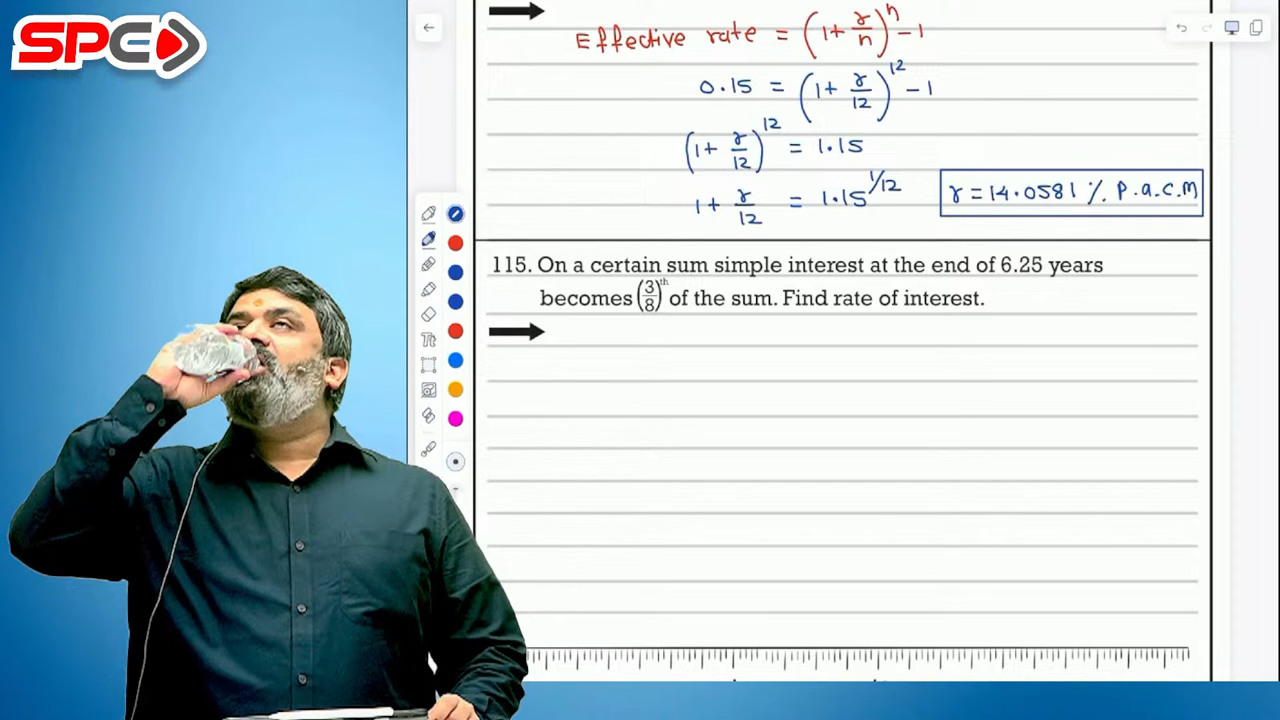 SPC
Effective rate = (1+ r/n)^n - 1
0.15 = (1+ r/12)^12 - 1
(1+ r/12)^12 = 1.15
1+ r/12 = 1.15^1/12
r = 14.0581 % p.a.c.m
115. On a certain sum simple interest at the end of 6.25 years
becomes (3/8)th of the sum. Find rate of interest.
Tt